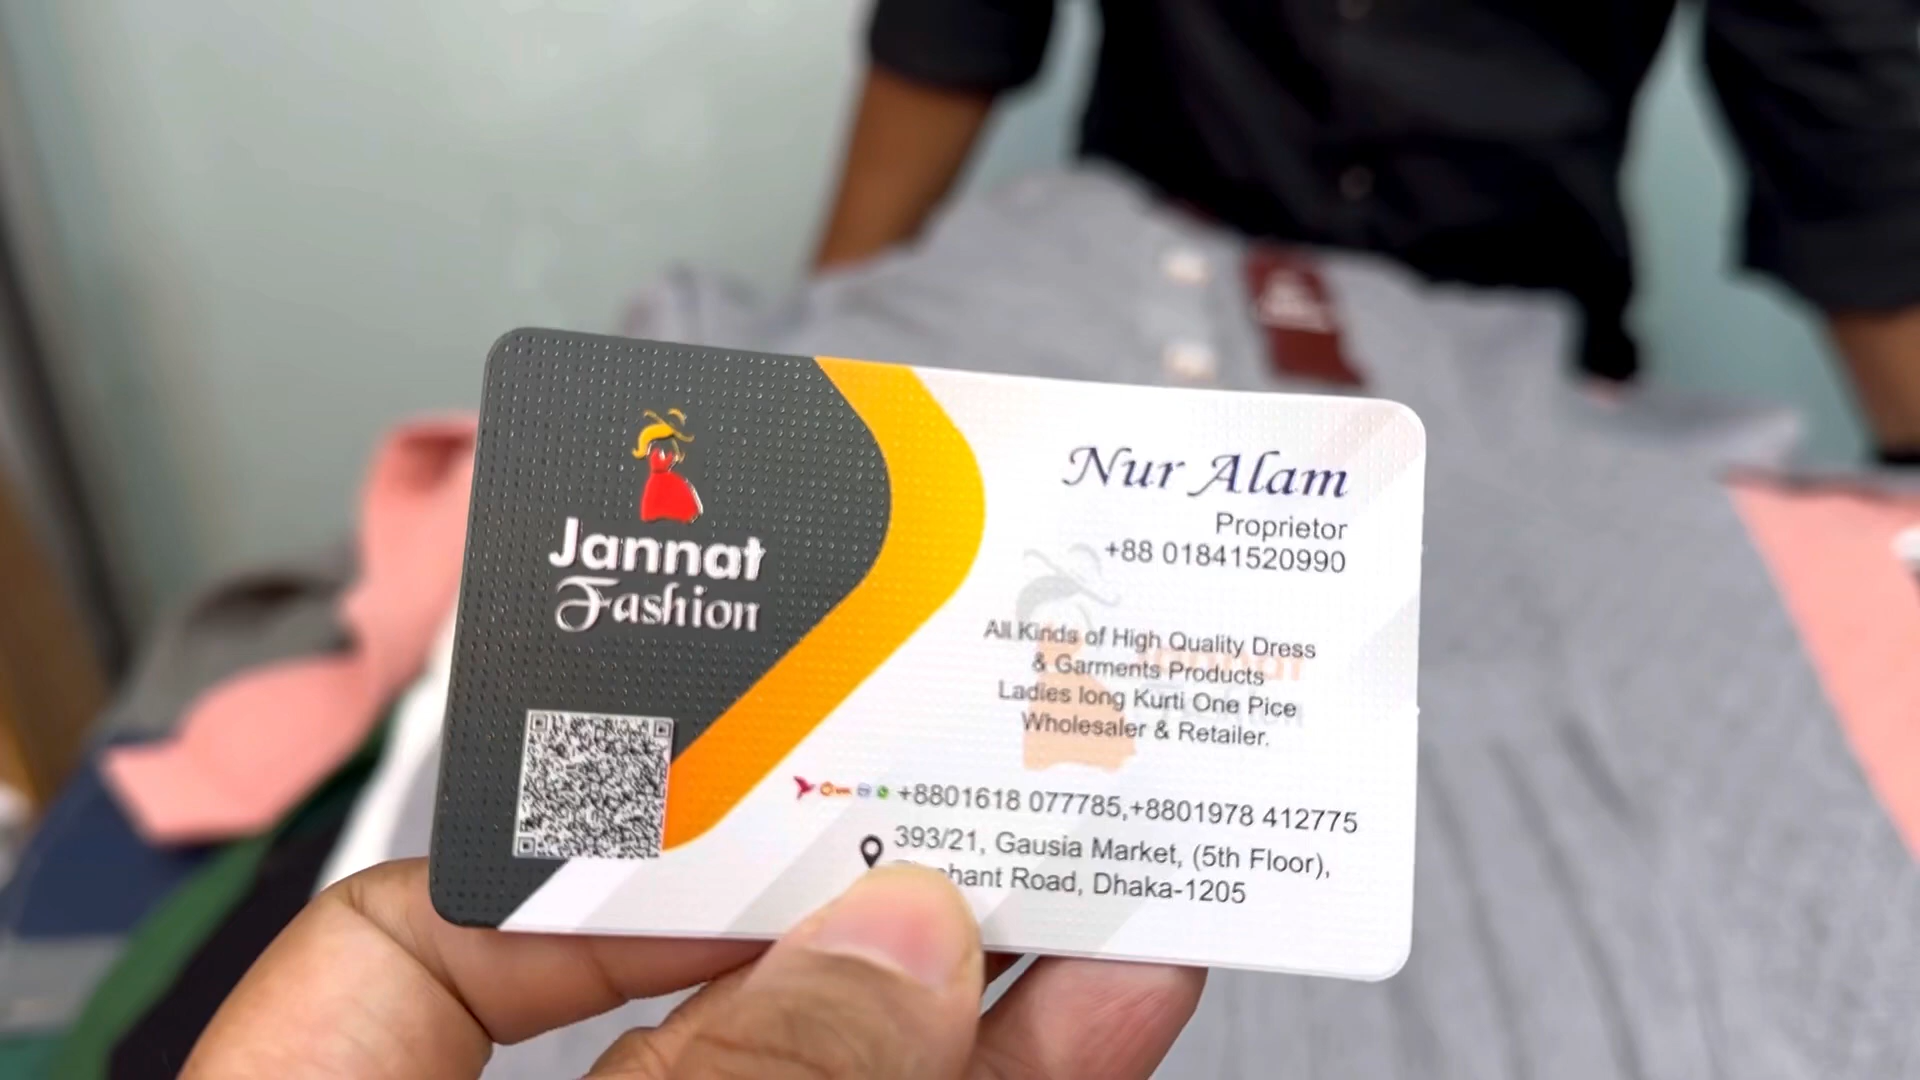 Jannat
Fashion
Nur Alam
Proprietor
+88 01841520990
All Kinds of High Quality Dress
& Garments Products
Ladies long Kurti One Pice
Wholesaler & Retailer.
+8801618 077785,+8801978 412775
393/21, Gausia Market, (5th Floor),
Road, Dhaka-1205